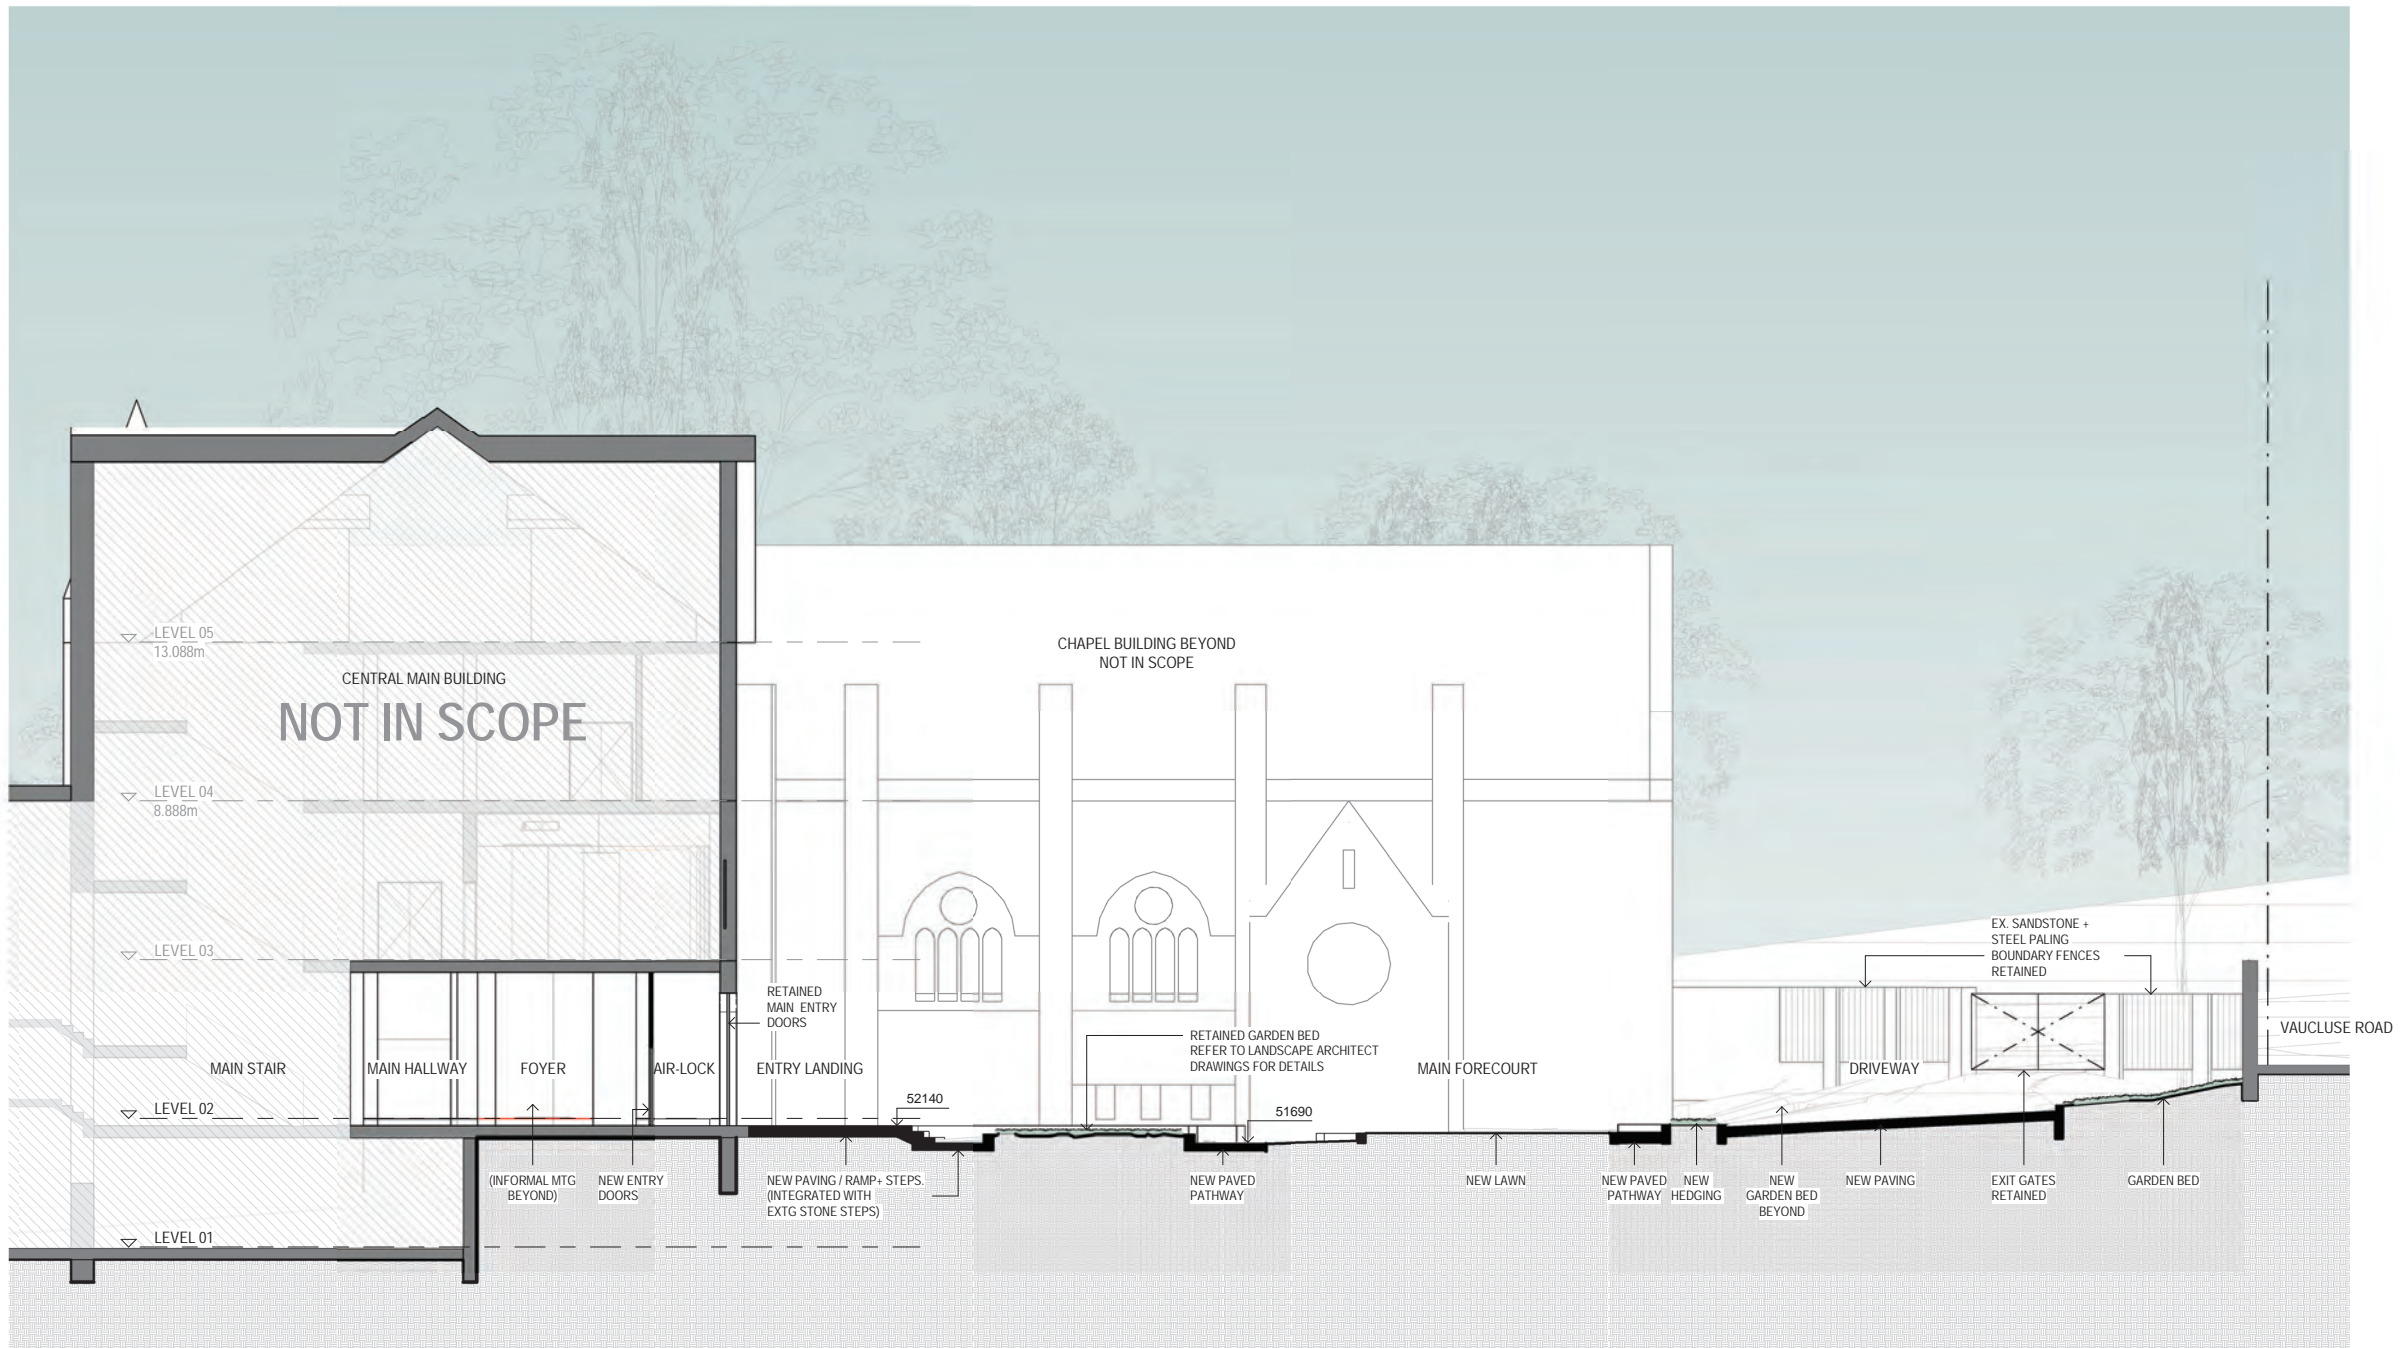 LEVEL 05
13.088m
CENTRAL MAIN BUILDING
NOT IN SCOPE
LEVEL 04
8.888m
LEVEL 03
MAIN STAIR
MAIN HALLWAY
FOYER
AIR-LOCK
LEVEL 02
LEVEL 01
(INFORMAL MTG
BEYOND)
NEW ENTRY
DOORS
CHAPEL BUILDING BEYOND
NOT IN SCOPE
RETAINED
MAIN ENTRY
DOORS
ENTRY LANDING
52140
RETAINED GARDEN BED
REFER TO LANDSCAPE ARCHITECT
DRAWINGS FOR DETAILS
51690
MAIN FORECOURT
NEW PAVING / RAMP+ STEPS.
(INTEGRATED WITH
EXTG STONE STEPS)
NEW PAVED
PATHWAY
NEW LAWN
NEW PAVED
PATHWAY
NEW
HEDGING
NEW
GARDEN BED
BEYOND
NEW PAVING
EXIT GATES
RETAINED
GARDEN BED
EX. SANDSTONE +
STEEL PALING
BOUNDARY FENCES
RETAINED
DRIVEWAY
VAUCLUSE ROAD